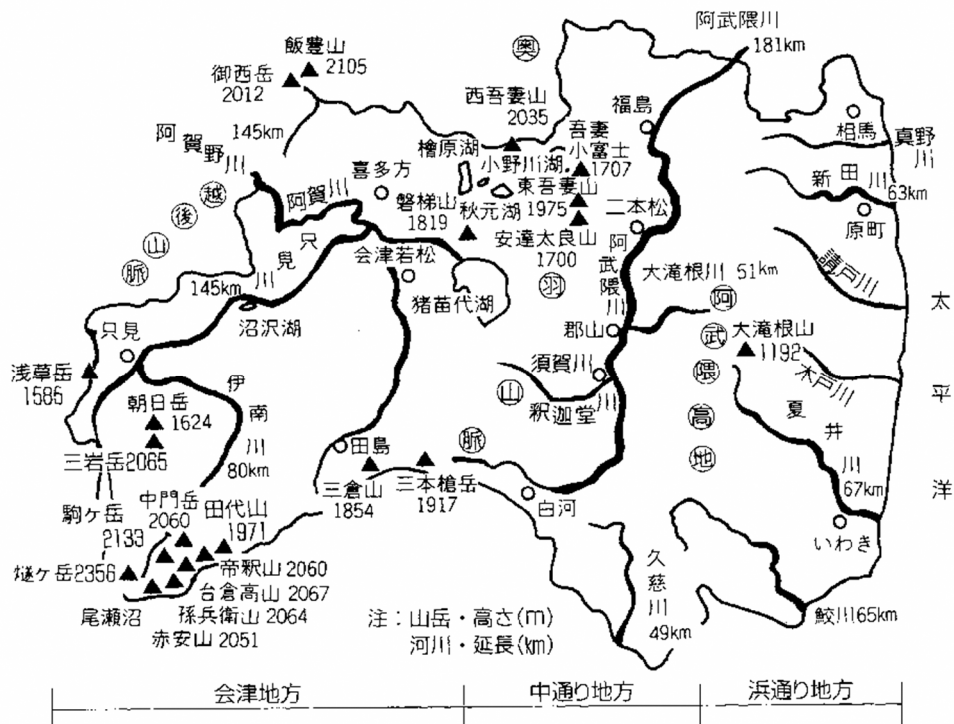 阿武隈川
181km
飯豊山
2105
御西岳
2012
奥
西吾妻山
2035
福島
吾妻
小富士
1707
相馬
真野川
阿賀野川
145km
喜多方
檜原湖
小野川湖
新田川
63km
越後山脈
阿賀川
磐梯山
1819
秋元湖
東吾妻山
1975
二本松
原町
安達太良山
1700
只見川
145km
会津若松
猪苗代湖
羽
阿武隈川
大滝根川 51km
請戸川
太平洋
沼沢湖
只見
郡山
阿武隈高地
大滝根山
1192
浅草岳
1585
須賀川
木戸川
朝日岳
1624
伊南川
80km
山
釈迦堂川
夏井川
67km
三岩岳2065
田島
脈
三倉山
1854
三本槍岳
1917
白河
いわき
駒ヶ岳
2133
中門岳
2060
田代山
1971
燧ヶ岳2356
帝釈山 2060
台倉高山 2067
尾瀬沼
孫兵衛山 2064
赤安山 2051
久慈川
49km
鮫川65km
注：山岳・高さ(m)
河川・延長(km)
会津地方
中通り地方
浜通り地方